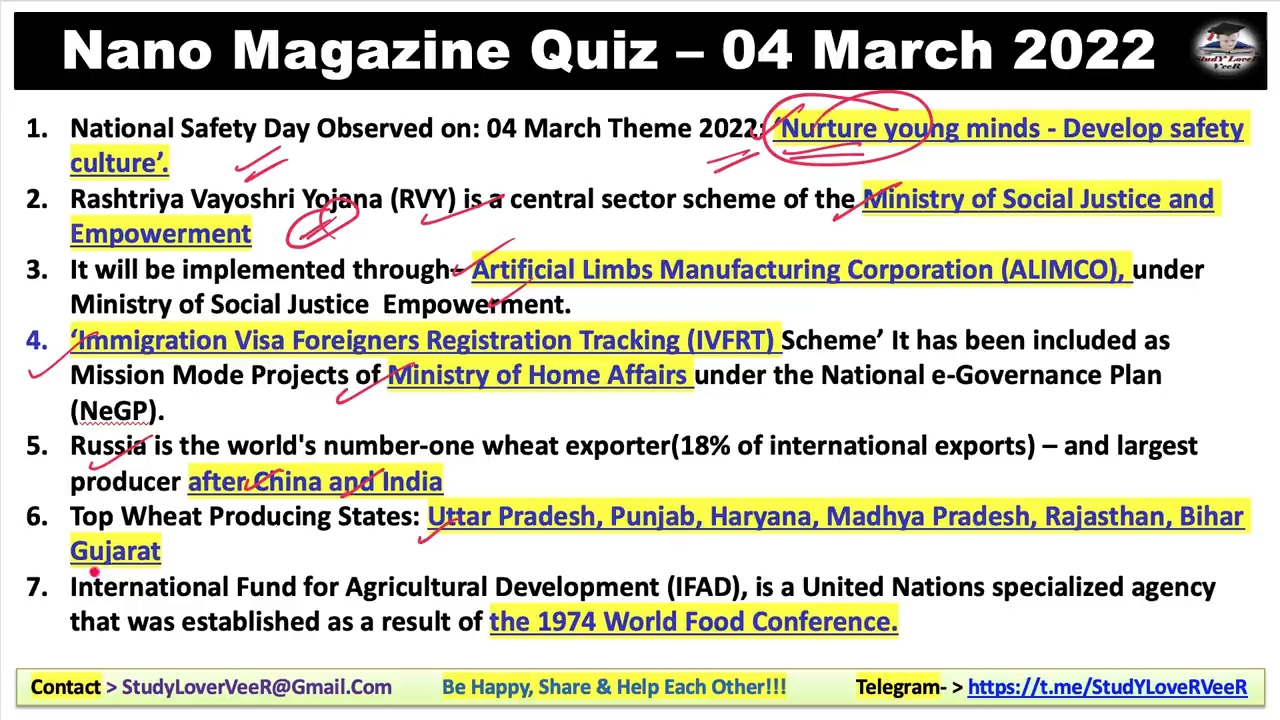 Nano Magazine Quiz – 04 March 2022
StudY LoveR
VeeR
1. National Safety Day Observed on: 04 March Theme 2022: ‘Nurture young minds - Develop safety
culture’.
2. Rashtriya Vayoshri Yojana (RVY) is a central sector scheme of the Ministry of Social Justice and
Empowerment
3. It will be implemented through– Artificial Limbs Manufacturing Corporation (ALIMCO), under
Ministry of Social Justice Empowerment.
4. ‘Immigration Visa Foreigners Registration Tracking (IVFRT) Scheme’ It has been included as
Mission Mode Projects of Ministry of Home Affairs under the National e-Governance Plan
(NeGP).
5. Russia is the world's number-one wheat exporter(18% of international exports) – and largest
producer after China and India
6. Top Wheat Producing States: Uttar Pradesh, Punjab, Haryana, Madhya Pradesh, Rajasthan, Bihar
Gujarat
7. International Fund for Agricultural Development (IFAD), is a United Nations specialized agency
that was established as a result of the 1974 World Food Conference.
Contact > StudyLoverVeeR@Gmail.Com Be Happy, Share & Help Each Other!!! Telegram- > https://t.me/StudYLoveRVeeR